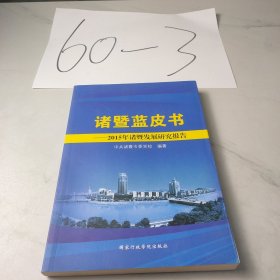 60-3
诸暨蓝皮书
——2015年诸暨发展研究报告
中共诸暨市委党校 编著
国家行政学院出版社